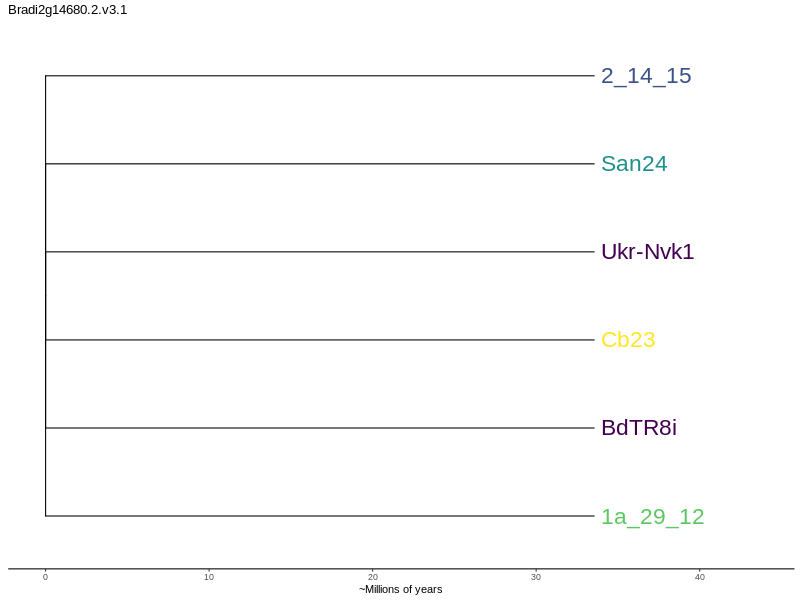 Bradi2g14680.2.v3.1
2_14_15
San24
Ukr-Nvk1
Cb23
BdTR8i
1a_29_12
0 10 20 30 40
~Millions of years